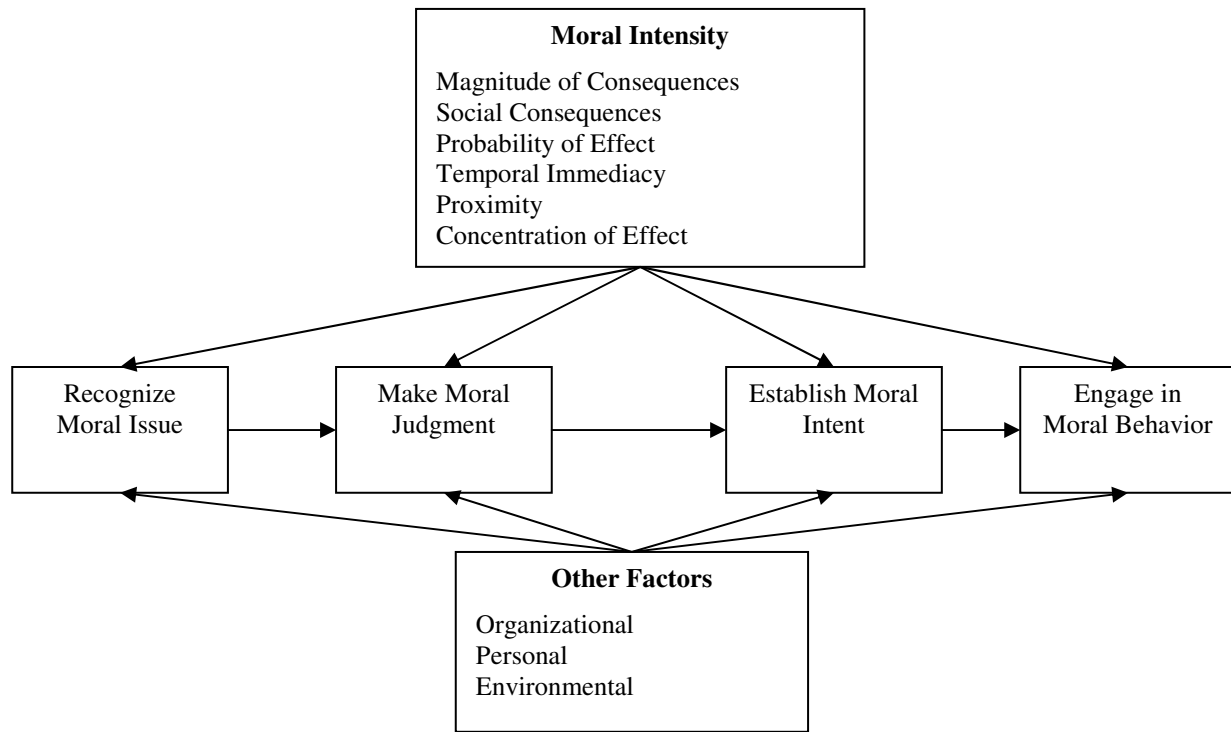 Moral Intensity
Magnitude of Consequences
Social Consequences
Probability of Effect
Temporal Immediacy
Proximity
Concentration of Effect
Recognize
Moral Issue
Make Moral
Judgment
Establish Moral
Intent
Engage in
Moral Behavior
Other Factors
Organizational
Personal
Environmental